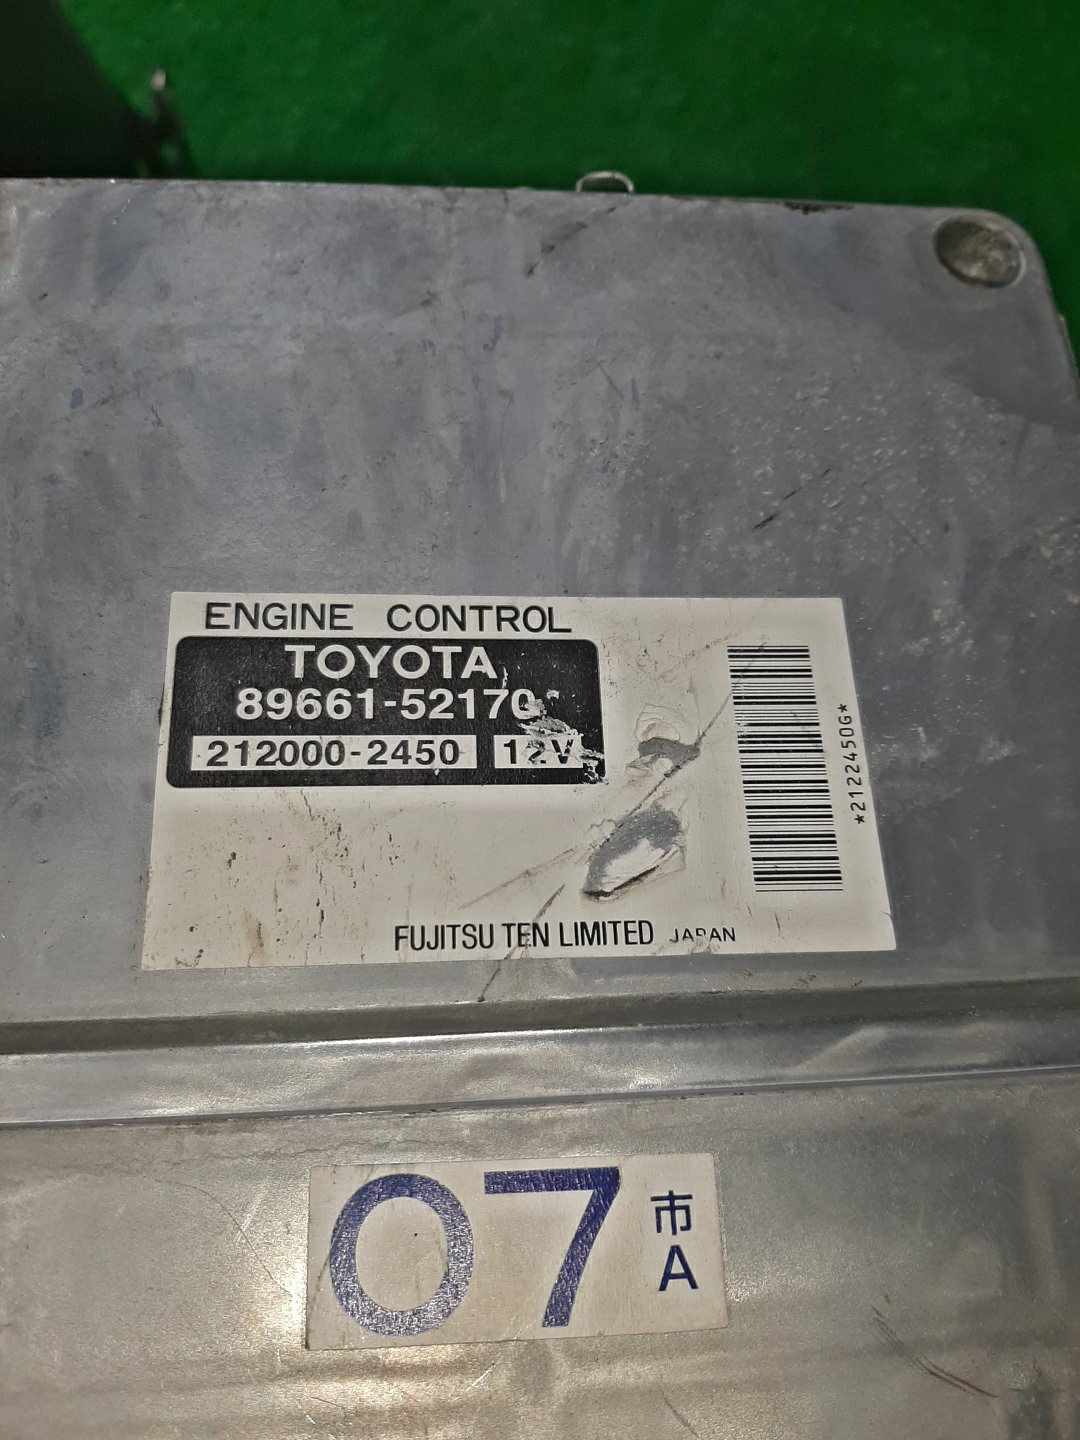 ENGINE CONTROL
TOYOTA
89661-52170
212000-2450 12V
*2122450G*
FUJITSU TEN LIMITED JAPAN
07 市
A